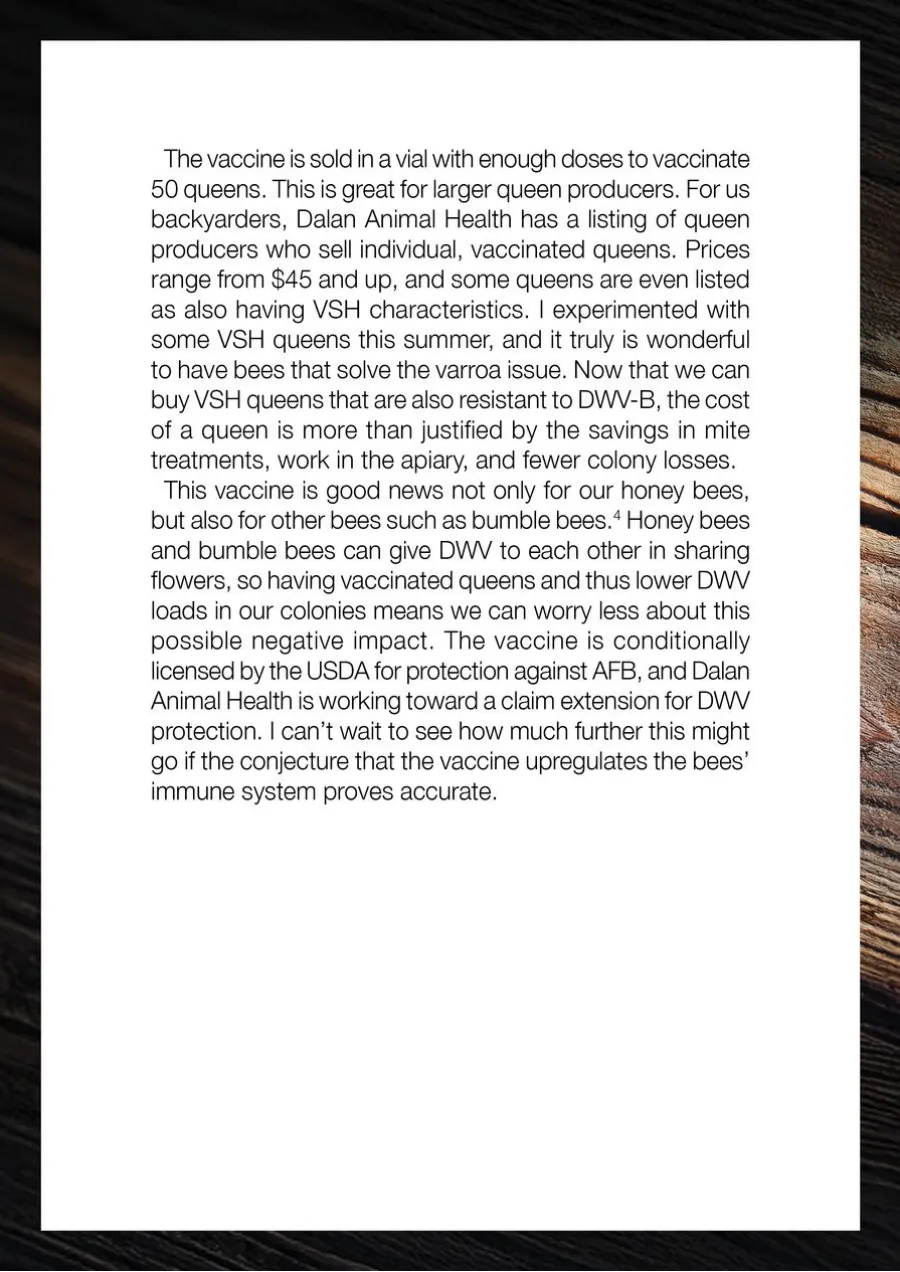 The vaccine is sold in a vial with enough doses to vaccinate
50 queens. This is great for larger queen producers. For us
backyarders, Dalan Animal Health has a listing of queen
producers who sell individual, vaccinated queens. Prices
range from $45 and up, and some queens are even listed
as also having VSH characteristics. I experimented with
some VSH queens this summer, and it truly is wonderful
to have bees that solve the varroa issue. Now that we can
buy VSH queens that are also resistant to DWV-B, the cost
of a queen is more than justified by the savings in mite
treatments, work in the apiary, and fewer colony losses.
This vaccine is good news not only for our honey bees,
but also for other bees such as bumble bees.⁴ Honey bees
and bumble bees can give DWV to each other in sharing
flowers, so having vaccinated queens and thus lower DWV
loads in our colonies means we can worry less about this
possible negative impact. The vaccine is conditionally
licensed by the USDA for protection against AFB, and Dalan
Animal Health is working toward a claim extension for DWV
protection. I can’t wait to see how much further this might
go if the conjecture that the vaccine upregulates the bees’
immune system proves accurate.